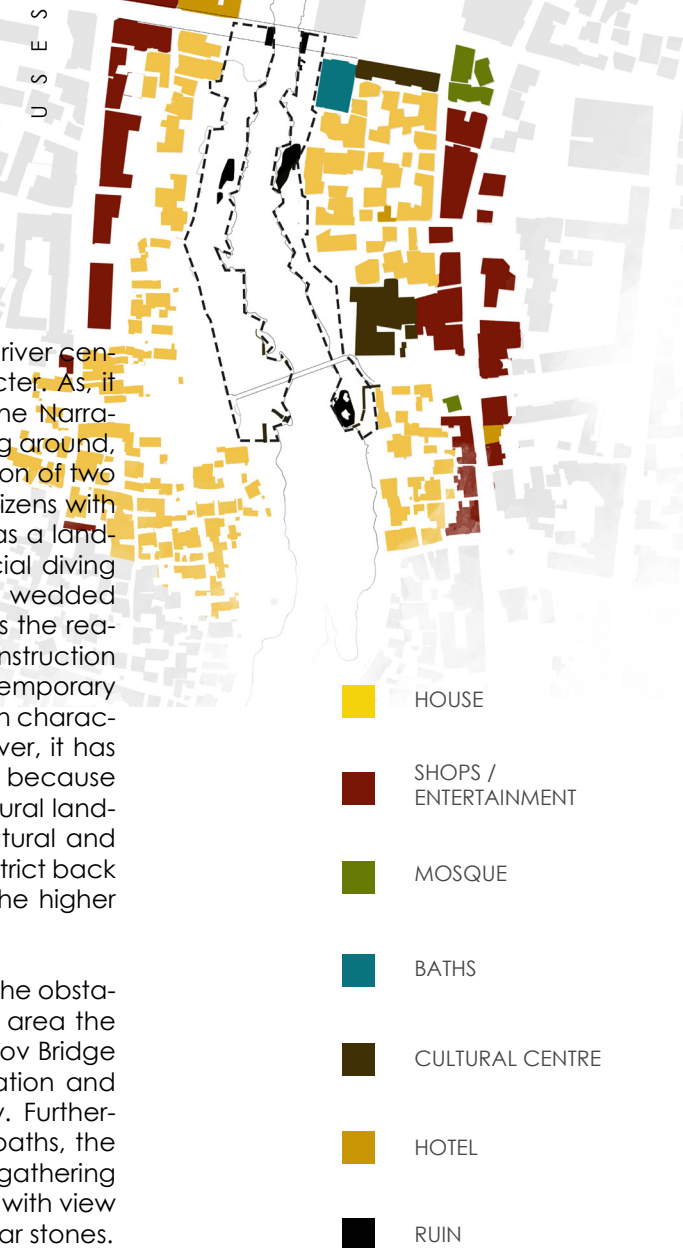 USES
river cen-
cter. As, it
he Narra-
g around,
on of two
izens with
as a land-
cial diving
wedded
s the rea-
nstruction
temporary
n charac-
ver, it has
because
ural land-
tural and
trict back
he higher
he obsta-
area the
ov Bridge
ation and
y. Further-
paths, the
gathering
with view
ar stones.
HOUSE
SHOPS /
ENTERTAINMENT
MOSQUE
BATHS
CULTURAL CENTRE
HOTEL
RUIN